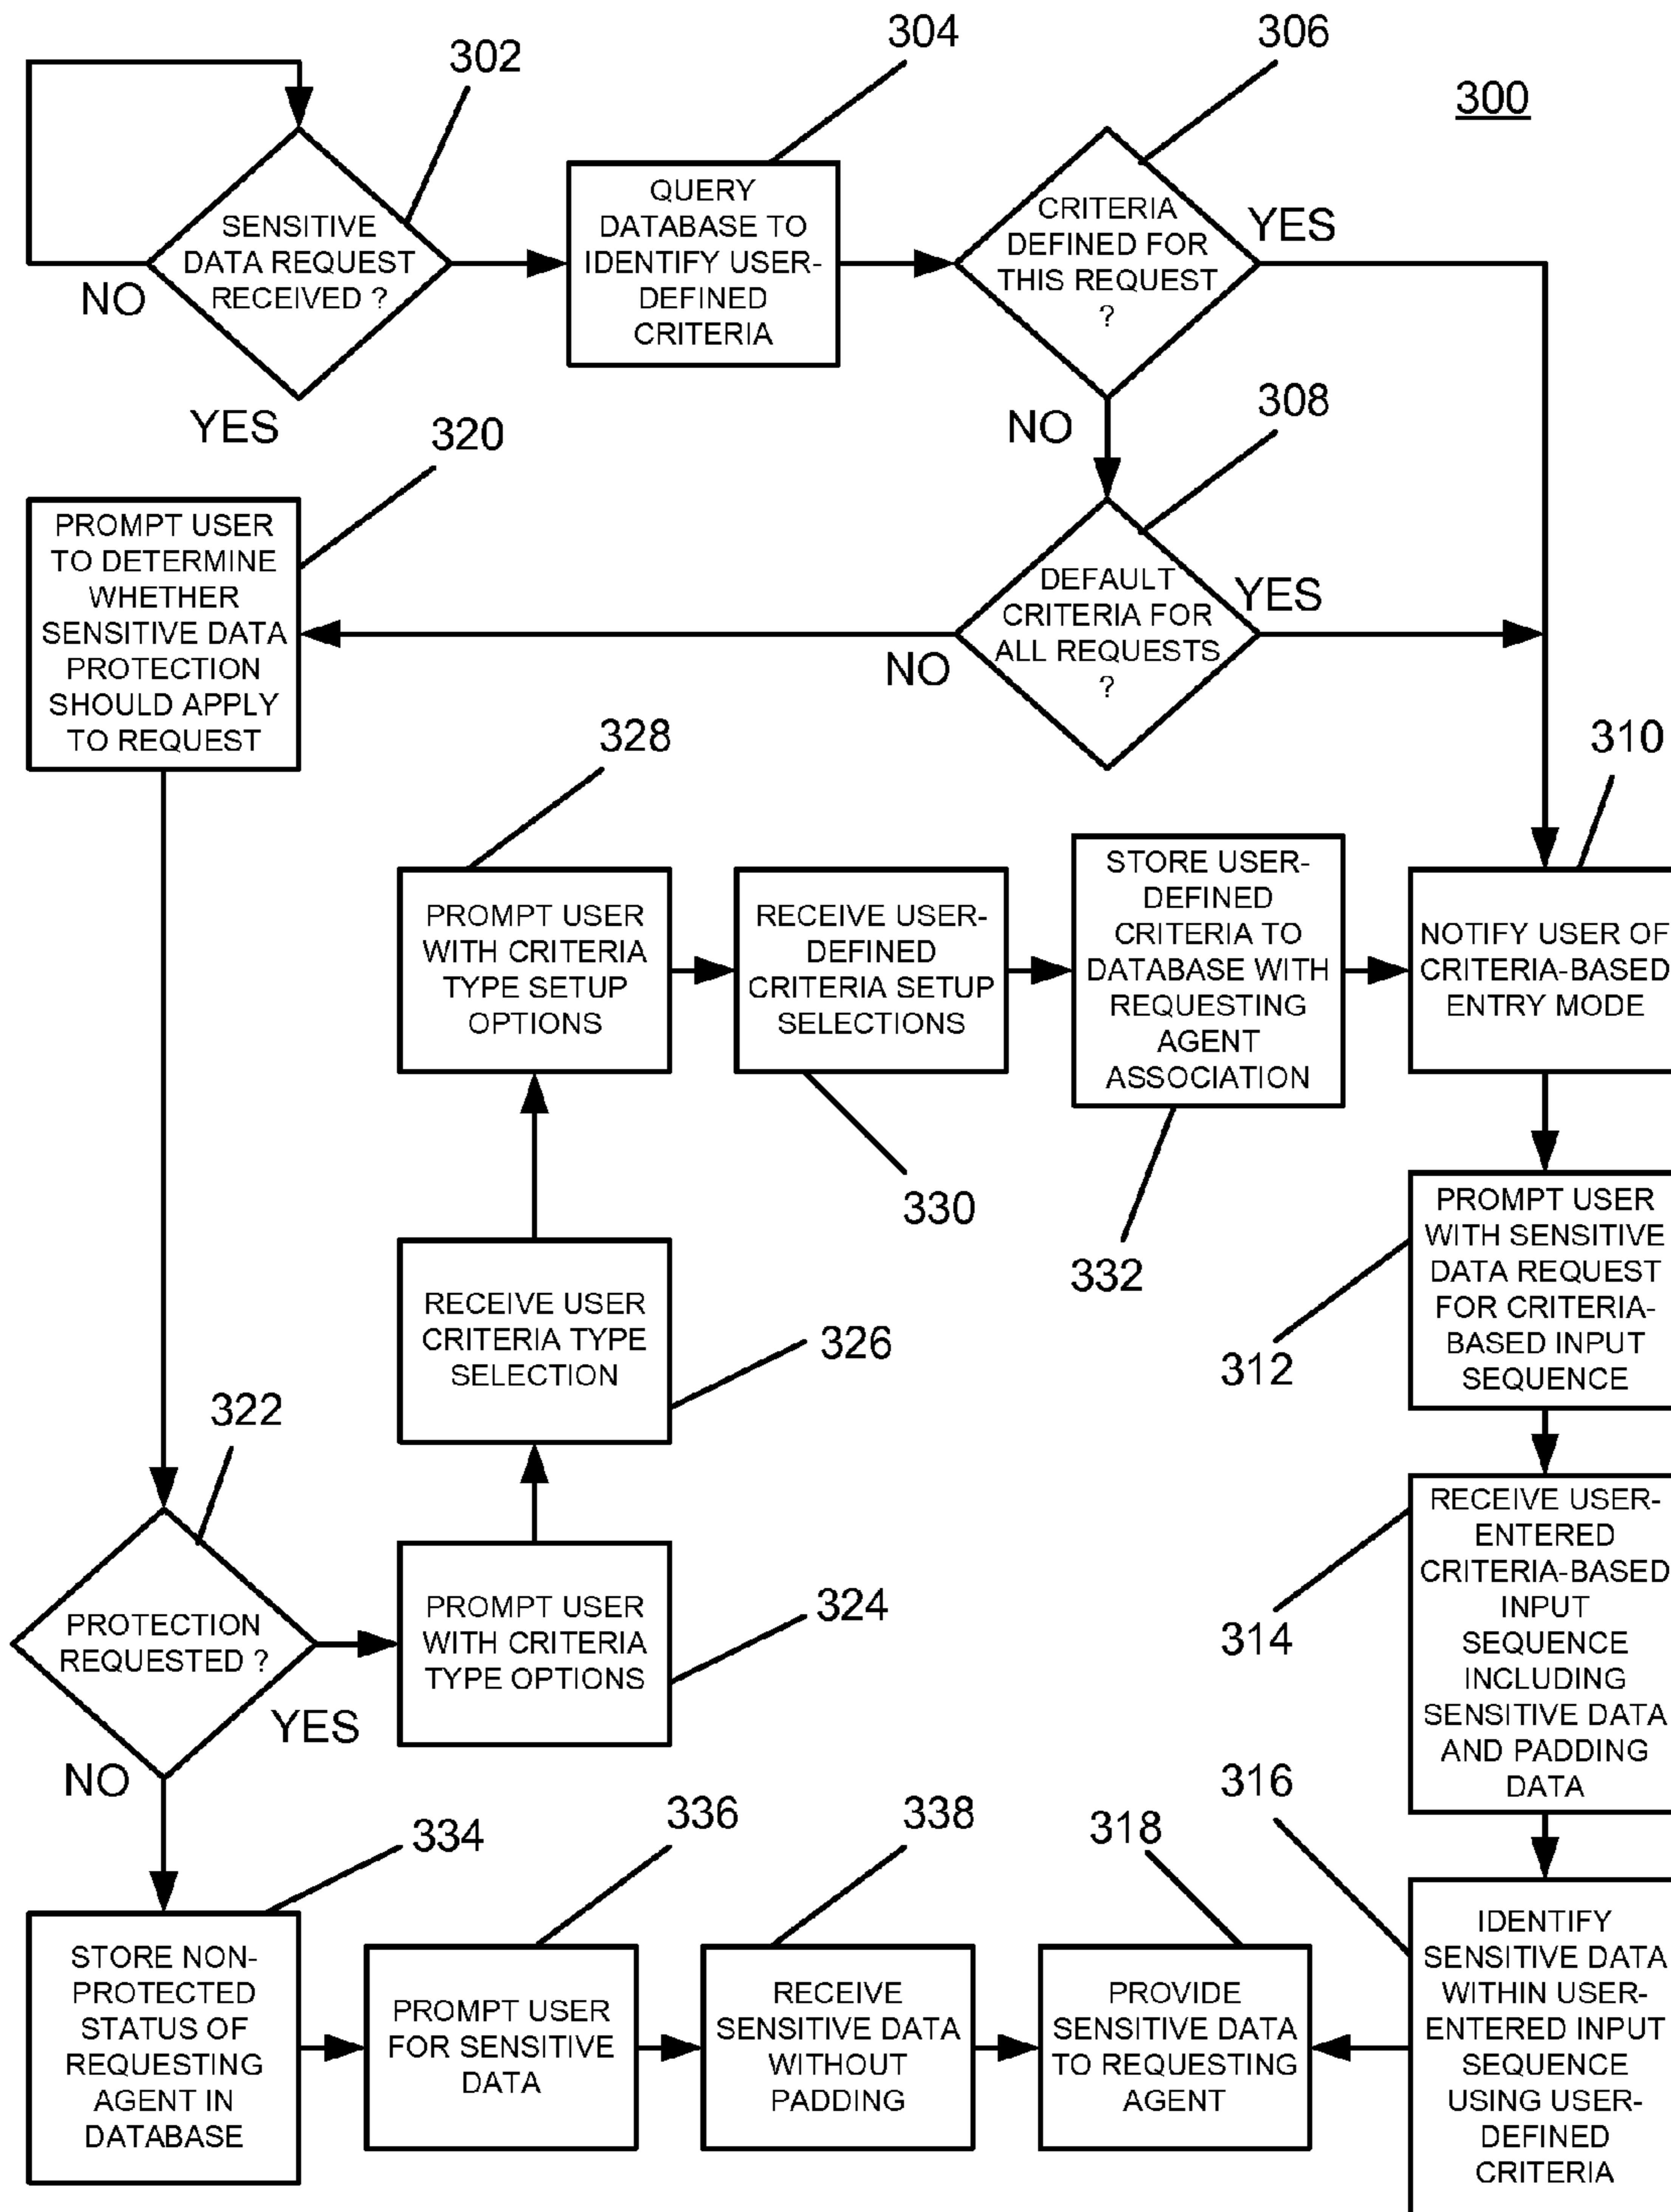 300
302
304
306
SENSITIVE
DATA REQUEST
RECEIVED ?
NO
YES
QUERY
DATABASE TO
IDENTIFY USER-
DEFINED
CRITERIA
CRITERIA
DEFINED FOR
THIS REQUEST
?
YES
NO
308
DEFAULT
CRITERIA FOR
ALL REQUESTS
?
YES
NO
320
PROMPT USER
TO DETERMINE
WHETHER
SENSITIVE DATA
PROTECTION
SHOULD APPLY
TO REQUEST
328
PROMPT USER
WITH CRITERIA
TYPE SETUP
OPTIONS
RECEIVE USER-
DEFINED
CRITERIA SETUP
SELECTIONS
330
STORE USER-
DEFINED
CRITERIA TO
DATABASE WITH
REQUESTING
AGENT
ASSOCIATION
332
310
NOTIFY USER OF
CRITERIA-BASED
ENTRY MODE
PROMPT USER
WITH SENSITIVE
DATA REQUEST
FOR CRITERIA-
BASED INPUT
SEQUENCE
312
RECEIVE USER
CRITERIA TYPE
SELECTION
326
322
PROTECTION
REQUESTED ?
YES
NO
PROMPT USER
WITH CRITERIA
TYPE OPTIONS
324
RECEIVE USER-
ENTERED
CRITERIA-BASED
INPUT
SEQUENCE
INCLUDING
SENSITIVE DATA
AND PADDING
DATA
314
316
334
336
338
318
STORE NON-
PROTECTED
STATUS OF
REQUESTING
AGENT IN
DATABASE
PROMPT USER
FOR SENSITIVE
DATA
RECEIVE
SENSITIVE DATA
WITHOUT
PADDING
PROVIDE
SENSITIVE DATA
TO REQUESTING
AGENT
IDENTIFY
SENSITIVE DATA
WITHIN USER-
ENTERED INPUT
SEQUENCE
USING USER-
DEFINED
CRITERIA